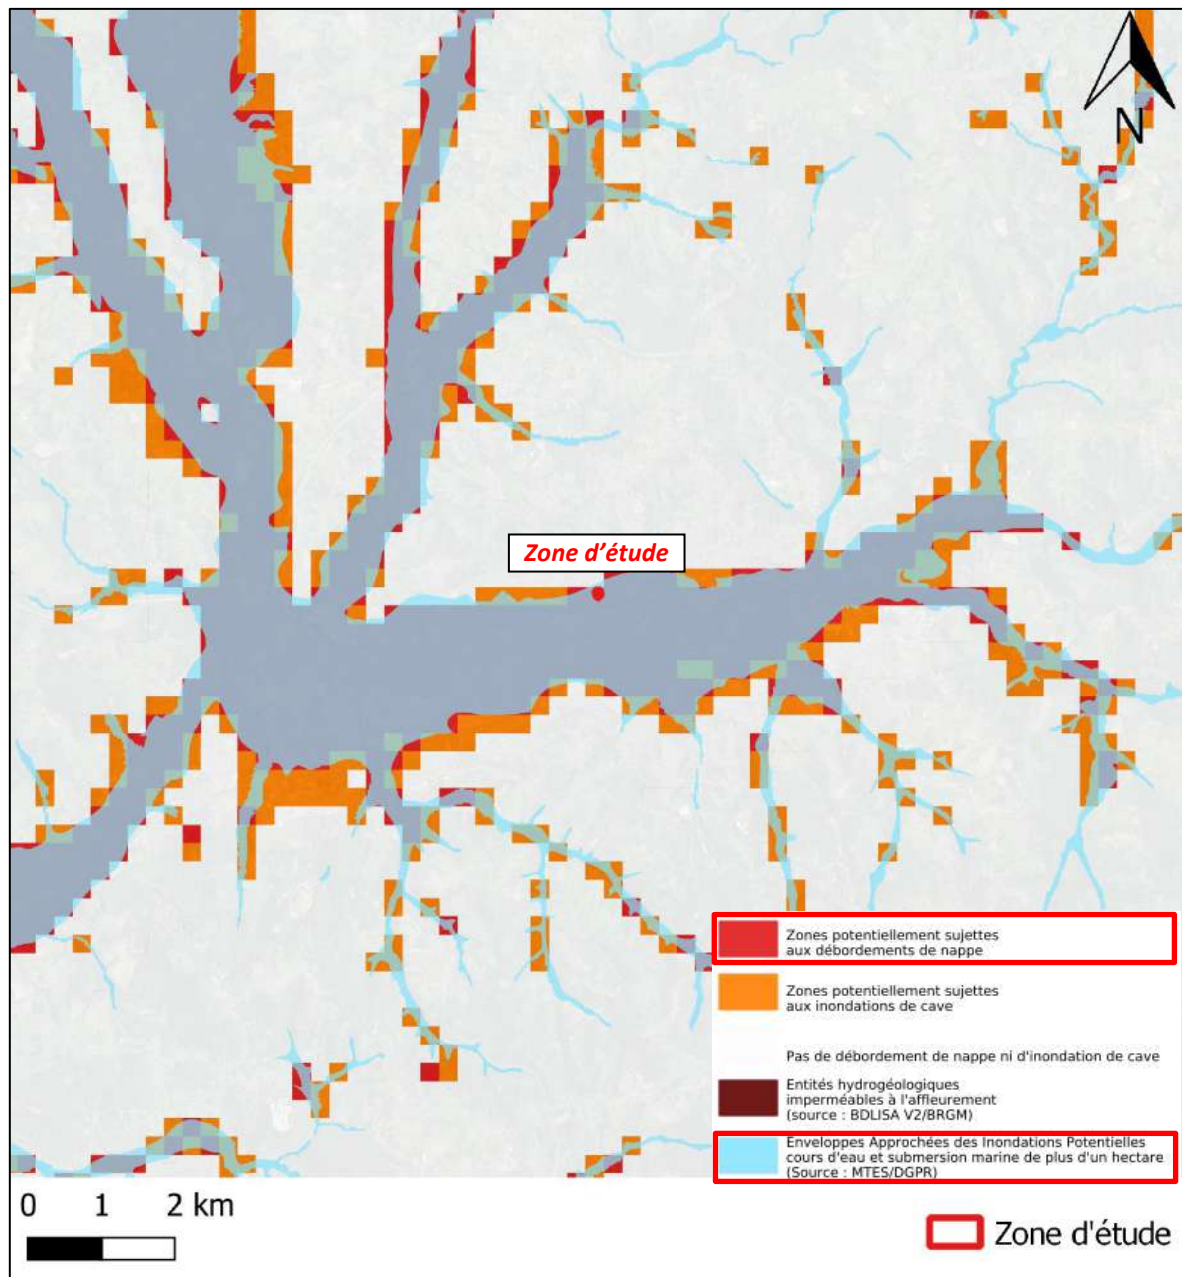 N
Zone d'étude
Zones potentiellement sujettes
aux débordements de nappe
Zones potentiellement sujettes
aux inondations de cave
Pas de débordement de nappe ni d'inondation de cave
Entités hydrogéologiques
imperméables à l'affleurement
(source : BDLISA V2/BRGM)
Enveloppes Approchées des Inondations Potentielles
cours d'eau et submersion marine de plus d'un hectare
(Source : MTES/DGPR)
0 1 2 km
Zone d'étude